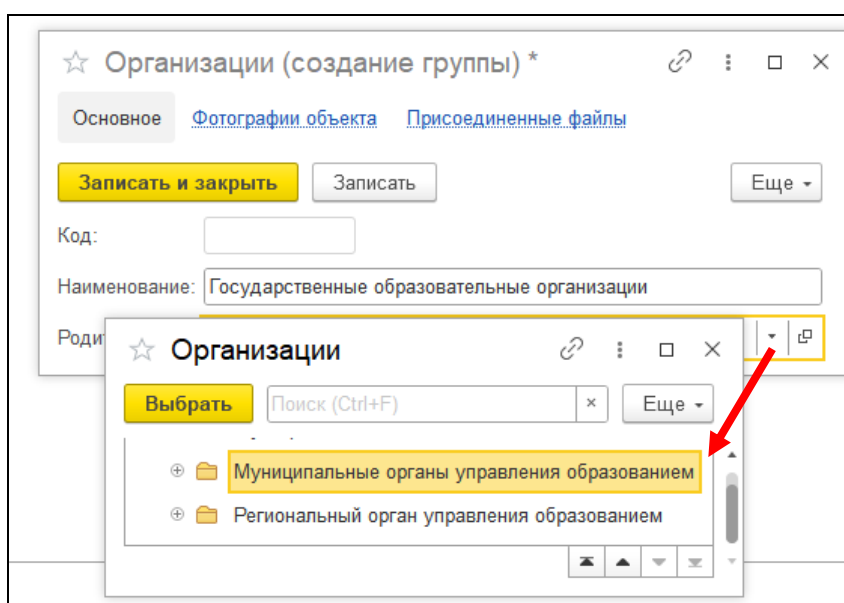 Организации (создание группы) *
Основное Фотографии объекта Присоединенные файлы
Записать и закрыть Записать Еще
Код:
Наименование: Государственные образовательные организации
Роди
Организации
Выбрать Поиск (Ctrl+F) × Еще
Муниципальные органы управления образованием
Региональный орган управления образованием